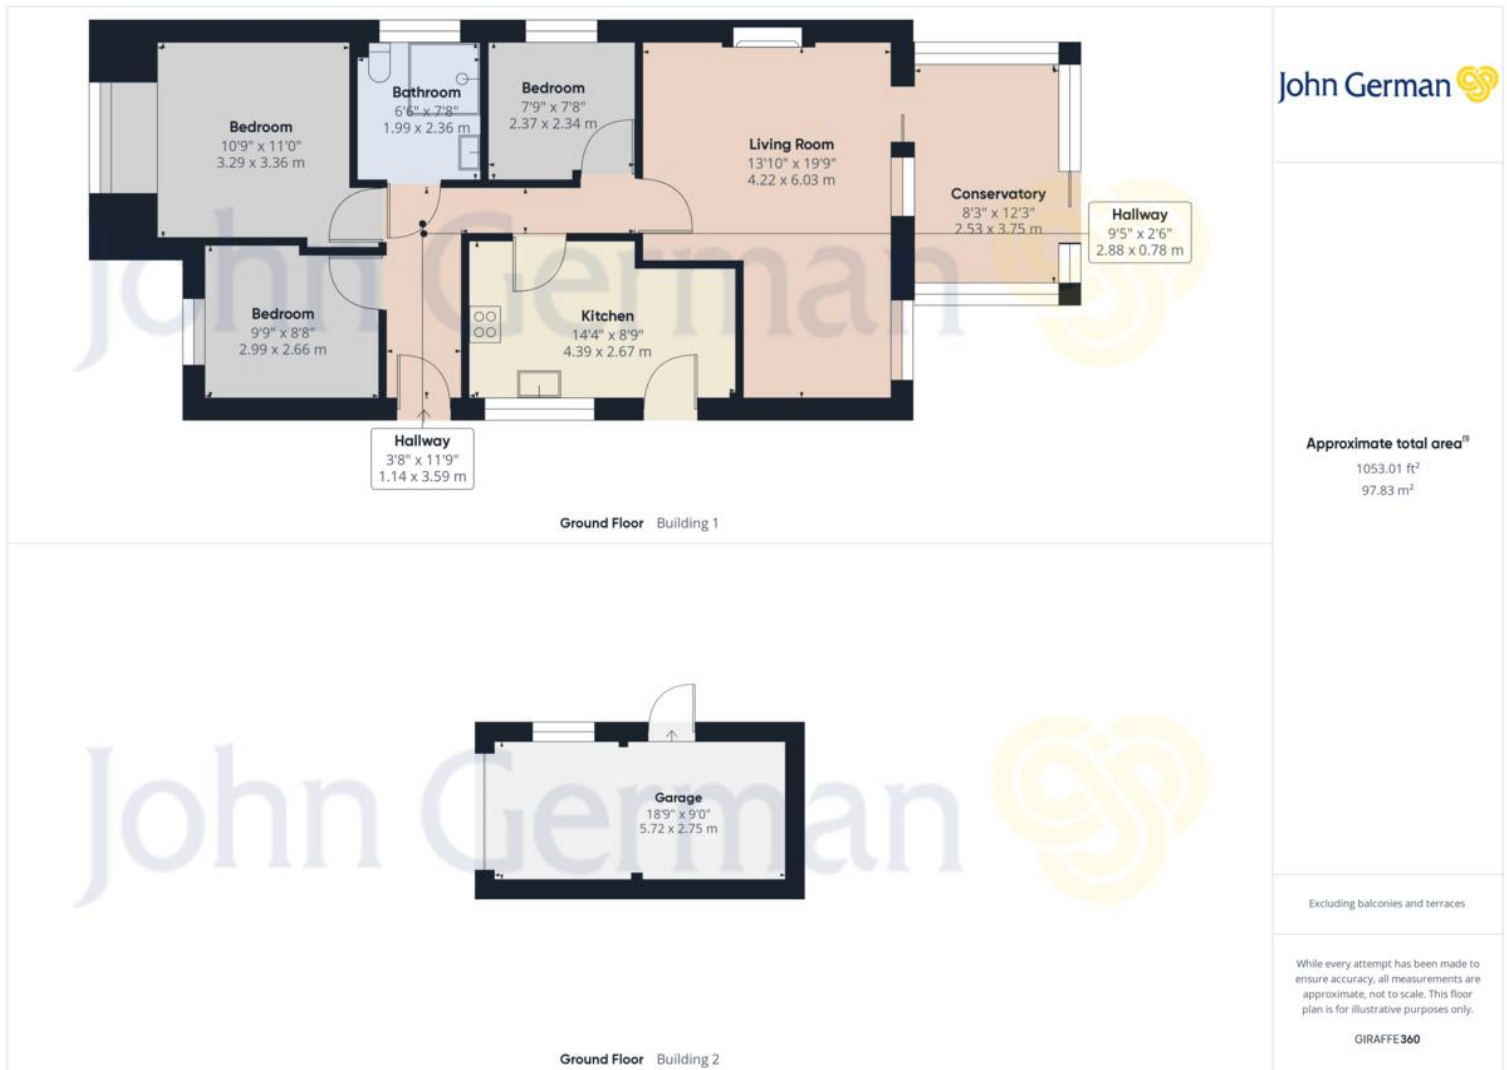 Bedroom
10'9" x 11'0"
3.29 x 3.36 m
Bathroom
6'6" x 7'8"
1.99 x 2.36 m
Bedroom
7'9" x 7'8"
2.37 x 2.34 m
Living Room
13'10" x 19'9"
4.22 x 6.03 m
Conservatory
8'3" x 12'3"
2.53 x 3.75 m
Hallway
9'5" x 2'6"
2.88 x 0.78 m
Bedroom
9'9" x 8'8"
2.99 x 2.66 m
Kitchen
14'4" x 8'9"
4.39 x 2.67 m
Hallway
3'8" x 11'9"
1.14 x 3.59 m
John German
Ground Floor Building 1
Garage
18'9" x 9'0"
5.72 x 2.75 m
John German
Ground Floor Building 2
John German
Approximate total area(1)
1053.01 ft²
97.83 m²
Excluding balconies and terraces
While every attempt has been made to
ensure accuracy, all measurements are
approximate, not to scale. This floor
plan is for illustrative purposes only.
GIRAFFE360